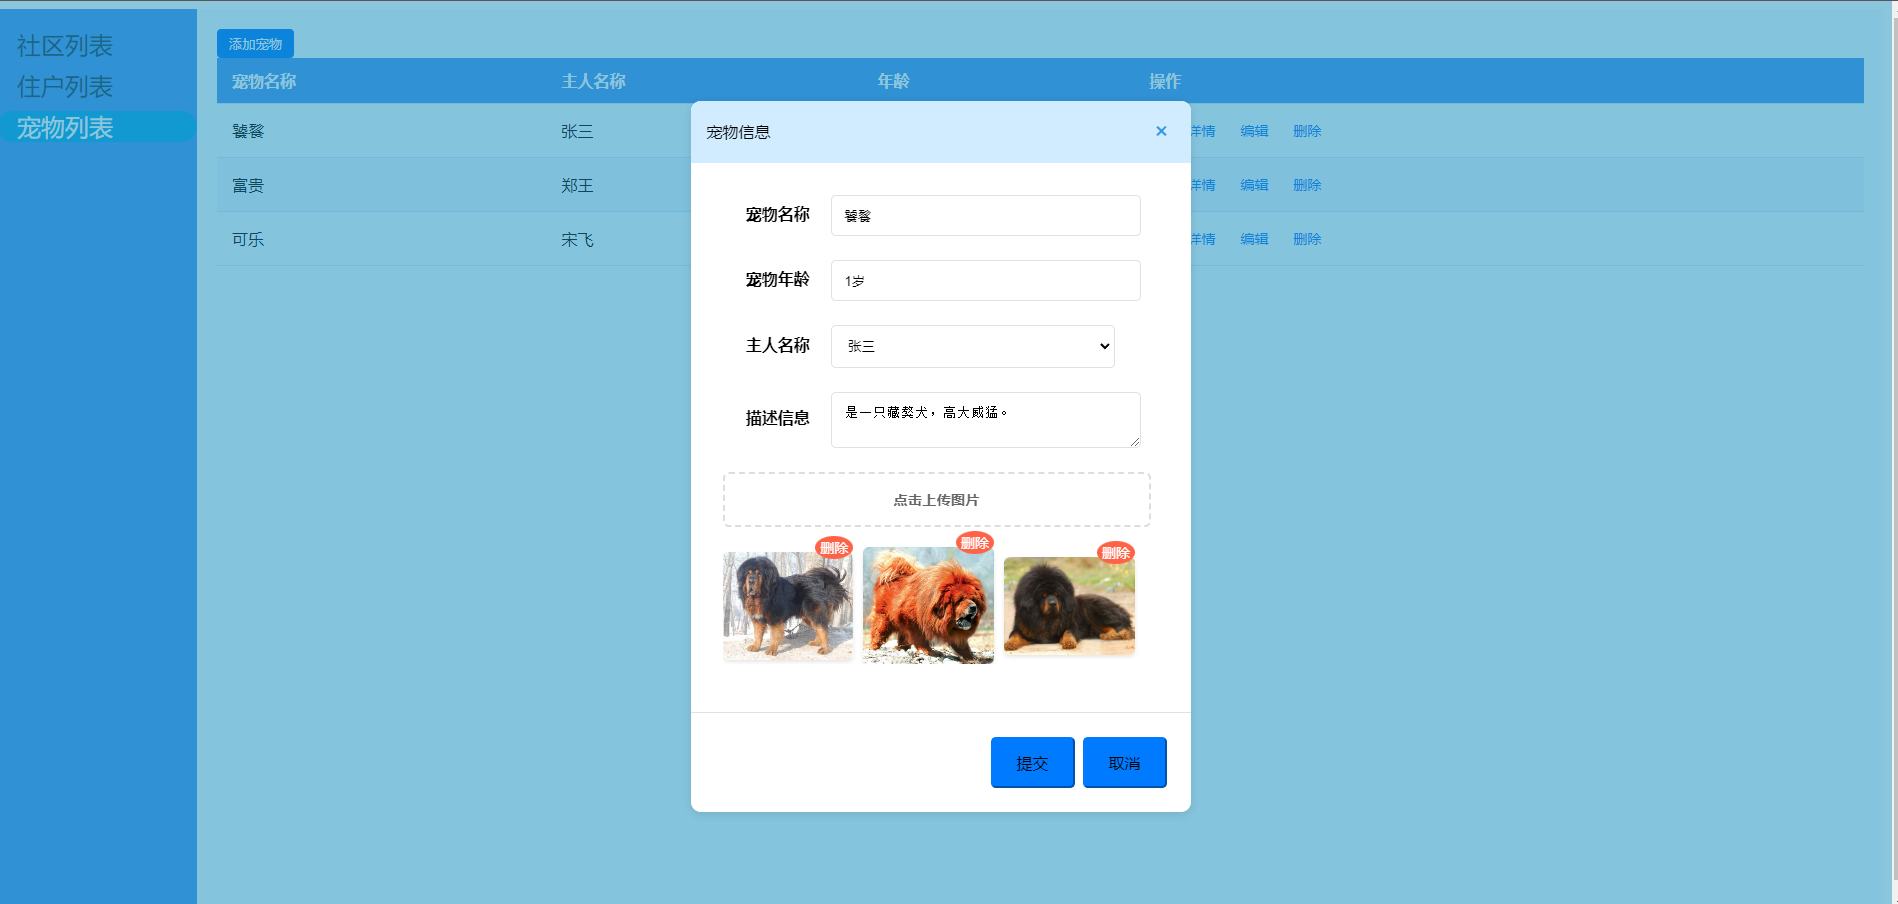 社区列表
住户列表
宠物列表
添加宠物
宠物名称 主人名称 年龄 操作
饕餮 张三 详情 编辑 删除
富贵 郑王 详情 编辑 删除
可乐 宋飞 详情 编辑 删除
宠物信息 ×
宠物名称 饕餮
宠物年龄 1岁
主人名称 张三
描述信息 是一只藏獒犬，高大威猛。
点击上传图片
删除 删除 删除
提交 取消